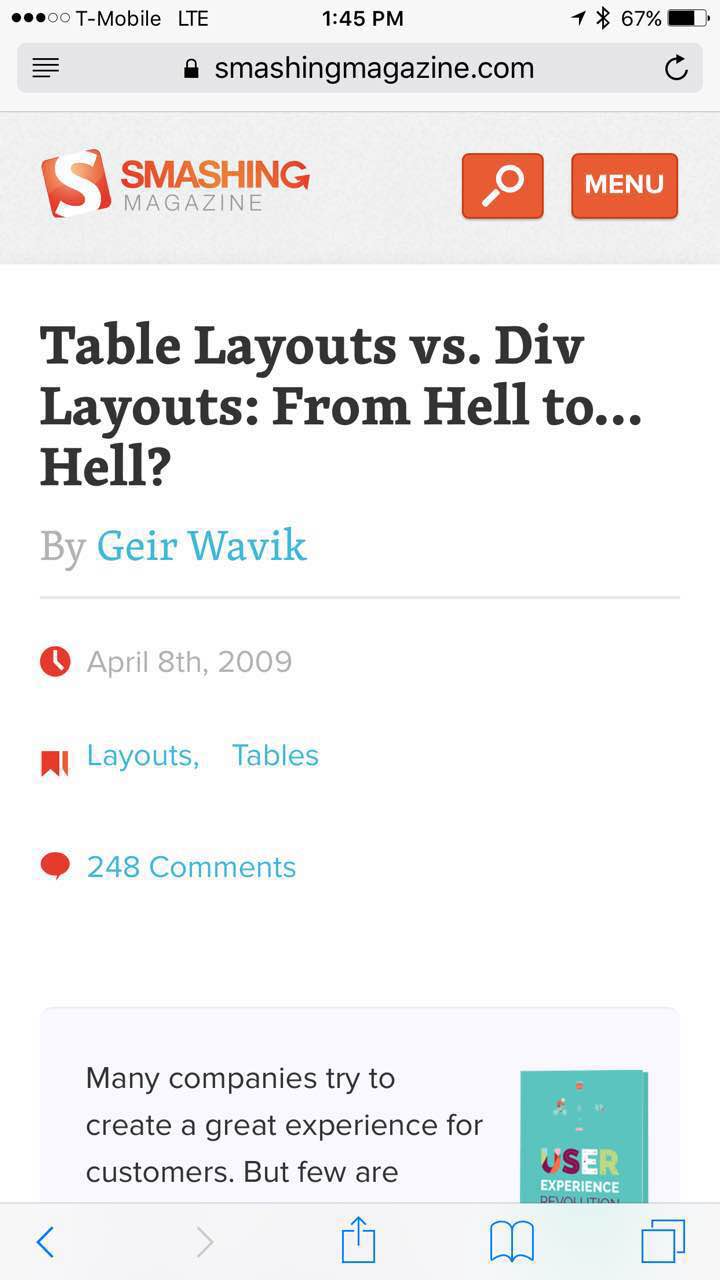 T-Mobile LTE 1:45 PM 67%
smashingmagazine.com
S SMASHING
MAGAZINE
MENU
Table Layouts vs. Div
Layouts: From Hell to...
Hell?
By Geir Wavik
April 8th, 2009
Layouts, Tables
248 Comments
Many companies try to
create a great experience for
customers. But few are
USER
EXPERIENCE
REVOLUTION